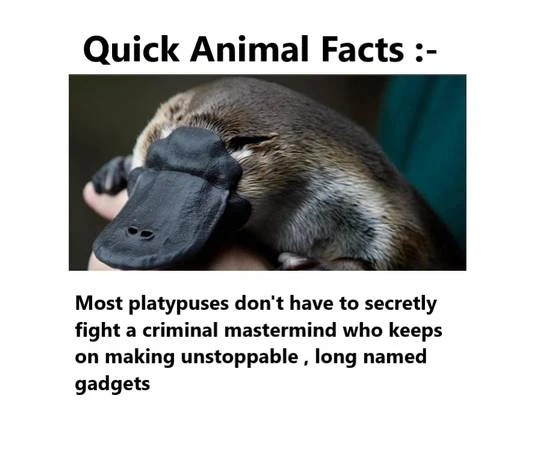 Quick Animal Facts :-
Most platypuses don't have to secretly
fight a criminal mastermind who keeps
on making unstoppable , long named
gadgets